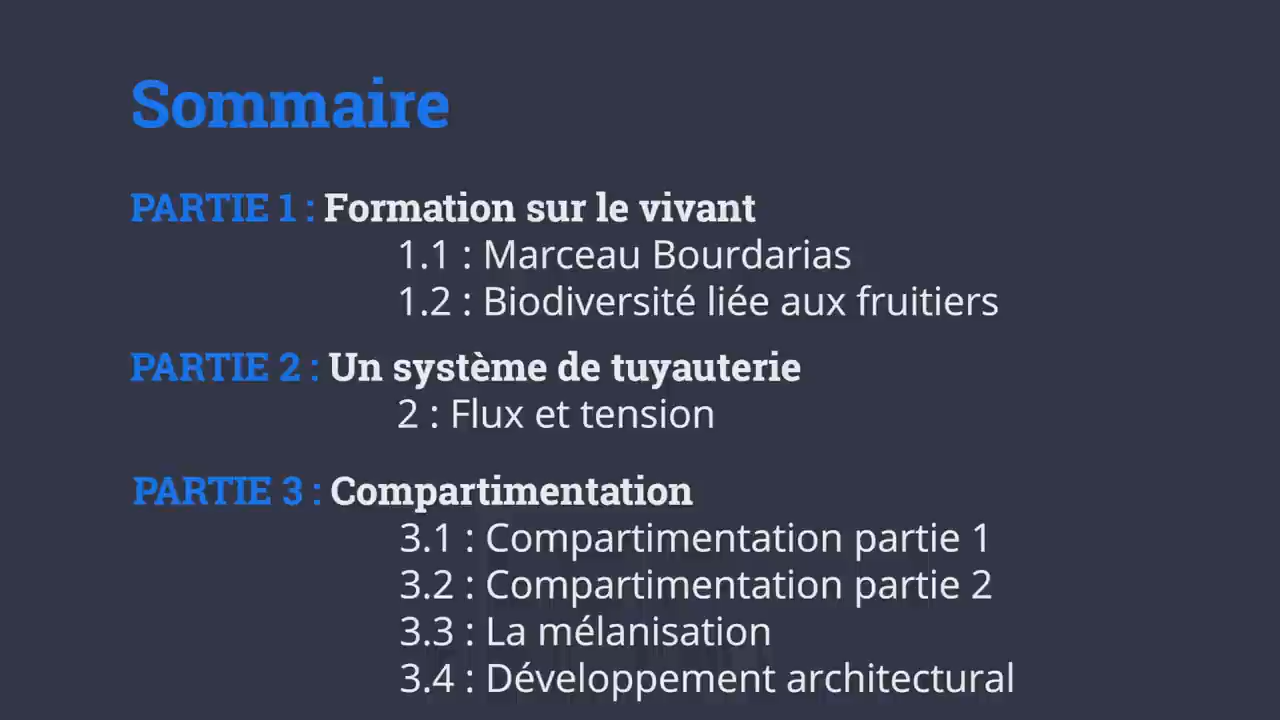 Sommaire
PARTIE 1 : Formation sur le vivant
1.1 : Marceau Bourdarias
1.2 : Biodiversité liée aux fruitiers
PARTIE 2 : Un système de tuyauterie
2 : Flux et tension
PARTIE 3 : Compartimentation
3.1 : Compartimentation partie 1
3.2 : Compartimentation partie 2
3.3 : La mélanisation
3.4 : Développement architectural